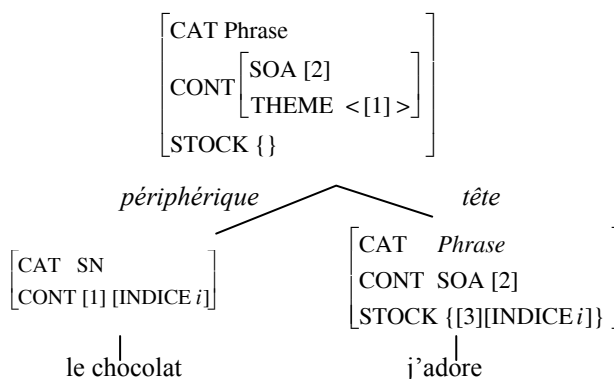 CAT Phrase
CONT [SOA [2]
THEME < [1] >]
STOCK {}
périphérique tête
CAT SN
CONT [1] [INDICE i]
CAT Phrase
CONT SOA [2]
STOCK {[3][INDICE i]}
le chocolat j'adore